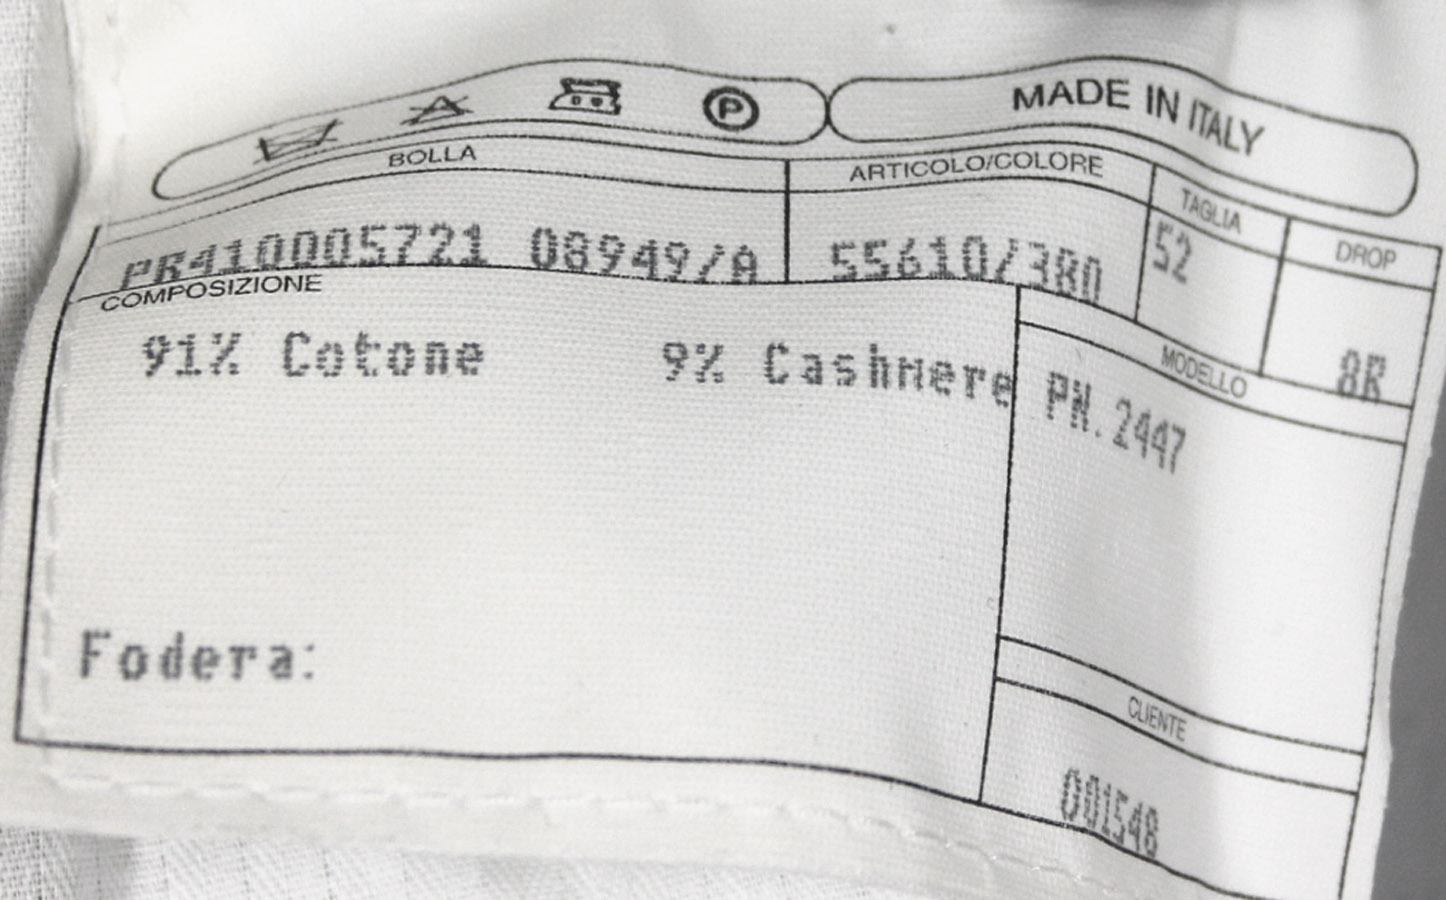 MADE IN ITALY
BOLLA ARTICOLO/COLORE TAGLIA DROP
PR410005721 08949/A 55610/380 52 8R
COMPOSIZIONE MODELLO
91% Cotone 9% Cashmere PN.2447
Fodera:
CLIENTE
001548